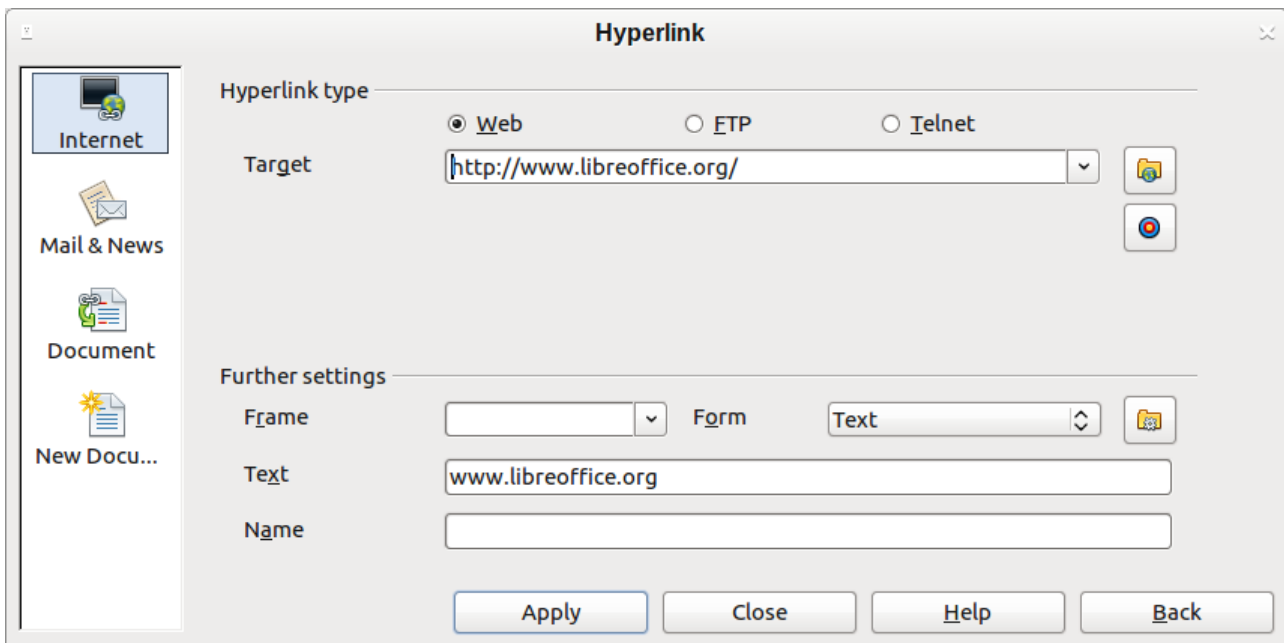 Hyperlink
Internet
Mail & News
Document
New Docu...
Hyperlink type
Web FTP Telnet
Target http://www.libreoffice.org/
Further settings
Frame Form Text
Text www.libreoffice.org
Name
Apply Close Help Back